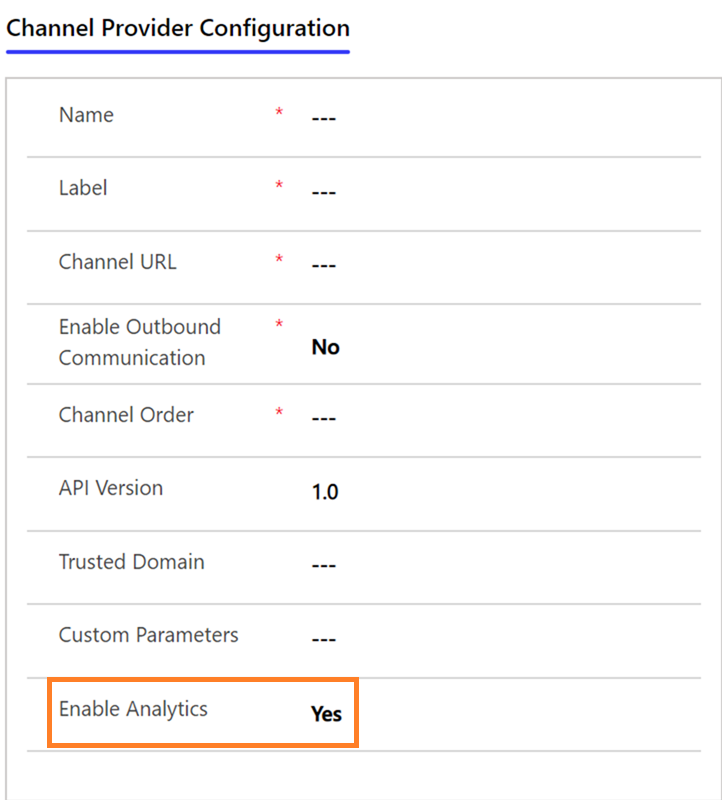 Channel Provider Configuration
Name * ---
Label * ---
Channel URL * ---
Enable Outbound *
Communication No
Channel Order * ---
API Version 1.0
Trusted Domain ---
Custom Parameters ---
Enable Analytics Yes